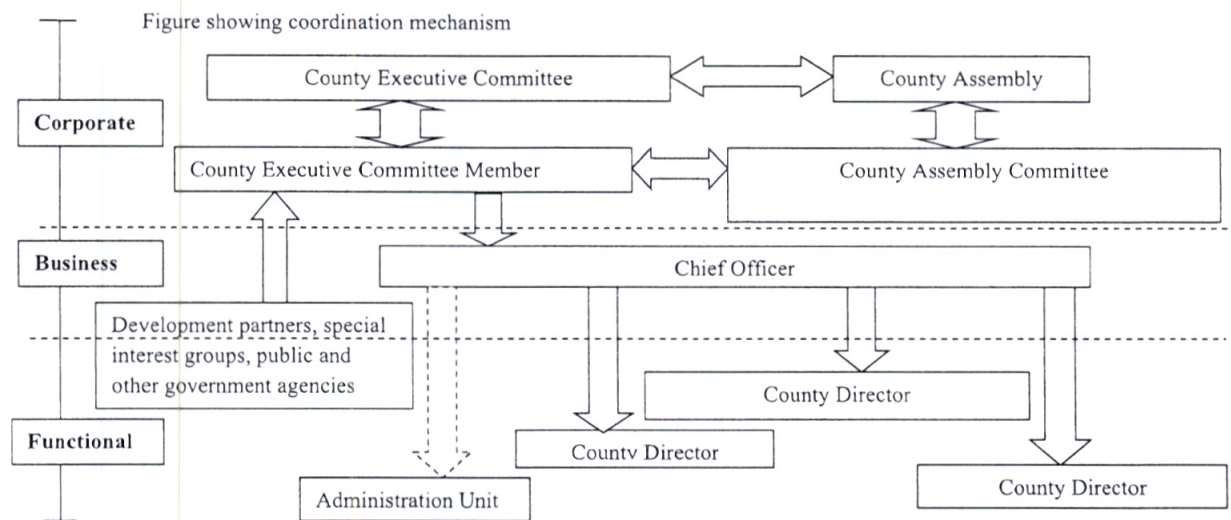 Figure showing coordination mechanism
County Executive Committee
County Assembly
Corporate
County Executive Committee Member
County Assembly Committee
Business
Chief Officer
Development partners, special
interest groups, public and
other government agencies
County Director
Functional
County Director
County Director
Administration Unit